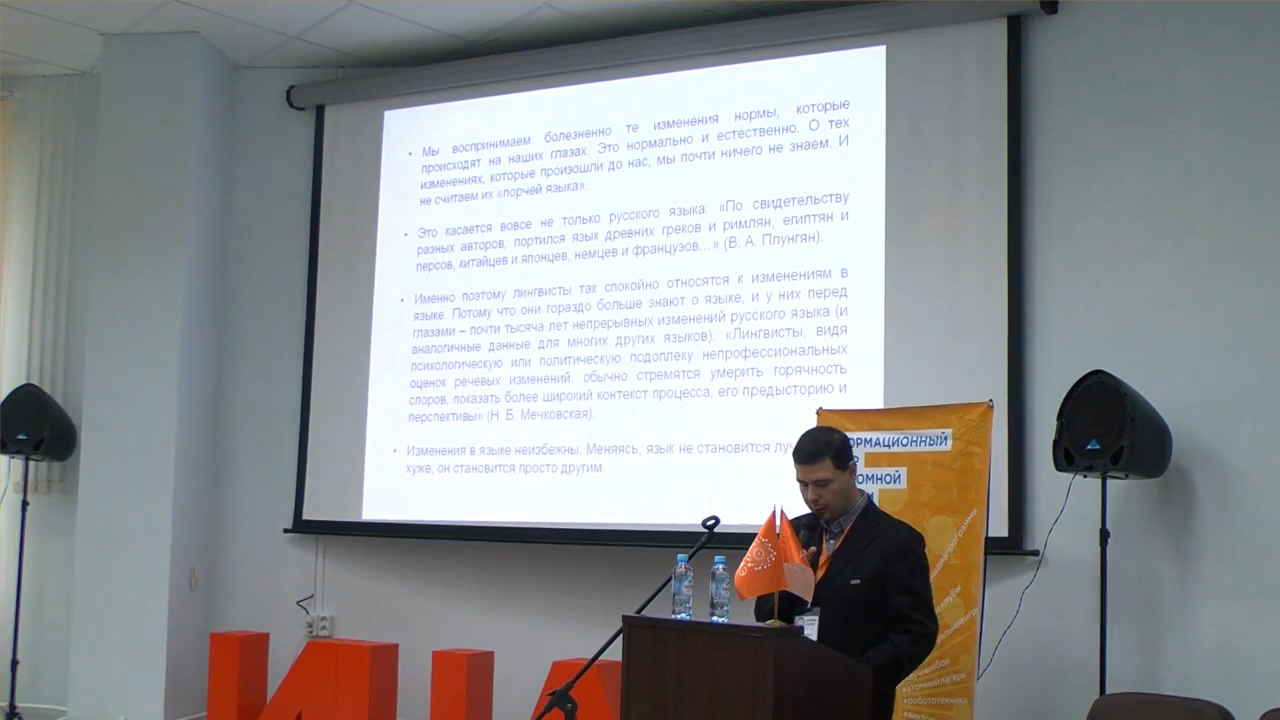 Мы воспринимаем болезненно те изменения нормы, которые
происходят на наших глазах. Это нормально и естественно. О тех
изменениях, которые произошли до нас, мы почти ничего не знаем. И
не считаем их «порчей языка».
Это касается вовсе не только русского языка: «По свидетельству
разных авторов, портился язык древних греков и римлян, египтян и
персов, китайцев и японцев, немцев и французов…» (В. А. Плунгян).
Именно поэтому лингвисты так спокойно относятся к изменениям в
языке. Потому что они гораздо больше знают о языке, и у них перед
глазами – почти тысяча лет непрерывных изменений русского языка (и
аналогичные данные для многих других языков). «Лингвисты, видя
психологическую или политическую подоплеку непрофессиональных
оценок речевых изменений, обычно стремятся умерить горячность
споров, показать более широкий контекст процесса, его предысторию и
перспективы» (Н. Б. Мечковская).
Изменения в языке неизбежны. Меняясь, язык не становится
хуже, он становится просто другим
ОРМАЦИОННЫЙ
ОМНОЙ
#атомныйлагерь
#робототехника